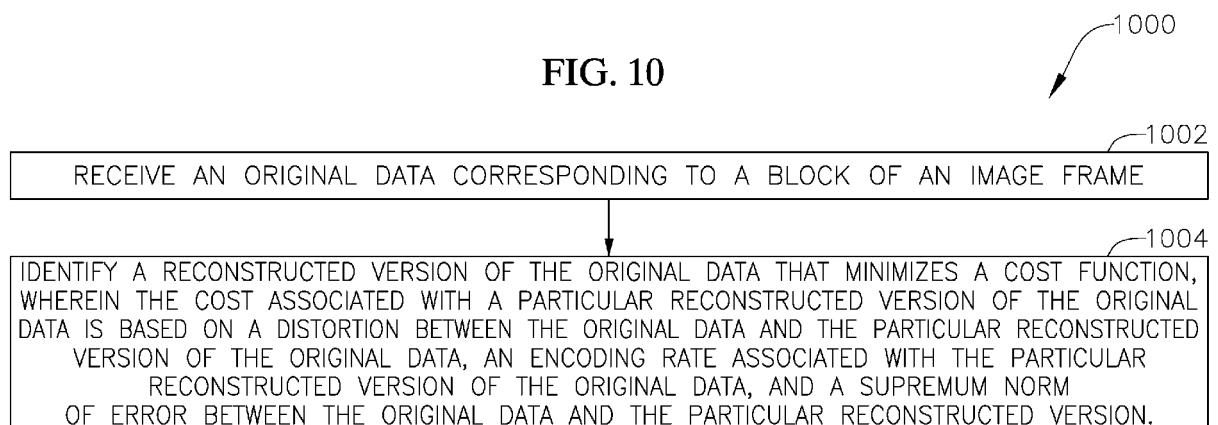 1000
FIG. 10
1002
RECEIVE AN ORIGINAL DATA CORRESPONDING TO A BLOCK OF AN IMAGE FRAME
1004
IDENTIFY A RECONSTRUCTED VERSION OF THE ORIGINAL DATA THAT MINIMIZES A COST FUNCTION,
WHEREIN THE COST ASSOCIATED WITH A PARTICULAR RECONSTRUCTED VERSION OF THE ORIGINAL
DATA IS BASED ON A DISTORTION BETWEEN THE ORIGINAL DATA AND THE PARTICULAR RECONSTRUCTED
VERSION OF THE ORIGINAL DATA, AN ENCODING RATE ASSOCIATED WITH THE PARTICULAR
RECONSTRUCTED VERSION OF THE ORIGINAL DATA, AND A SUPREMUM NORM
OF ERROR BETWEEN THE ORIGINAL DATA AND THE PARTICULAR RECONSTRUCTED VERSION.